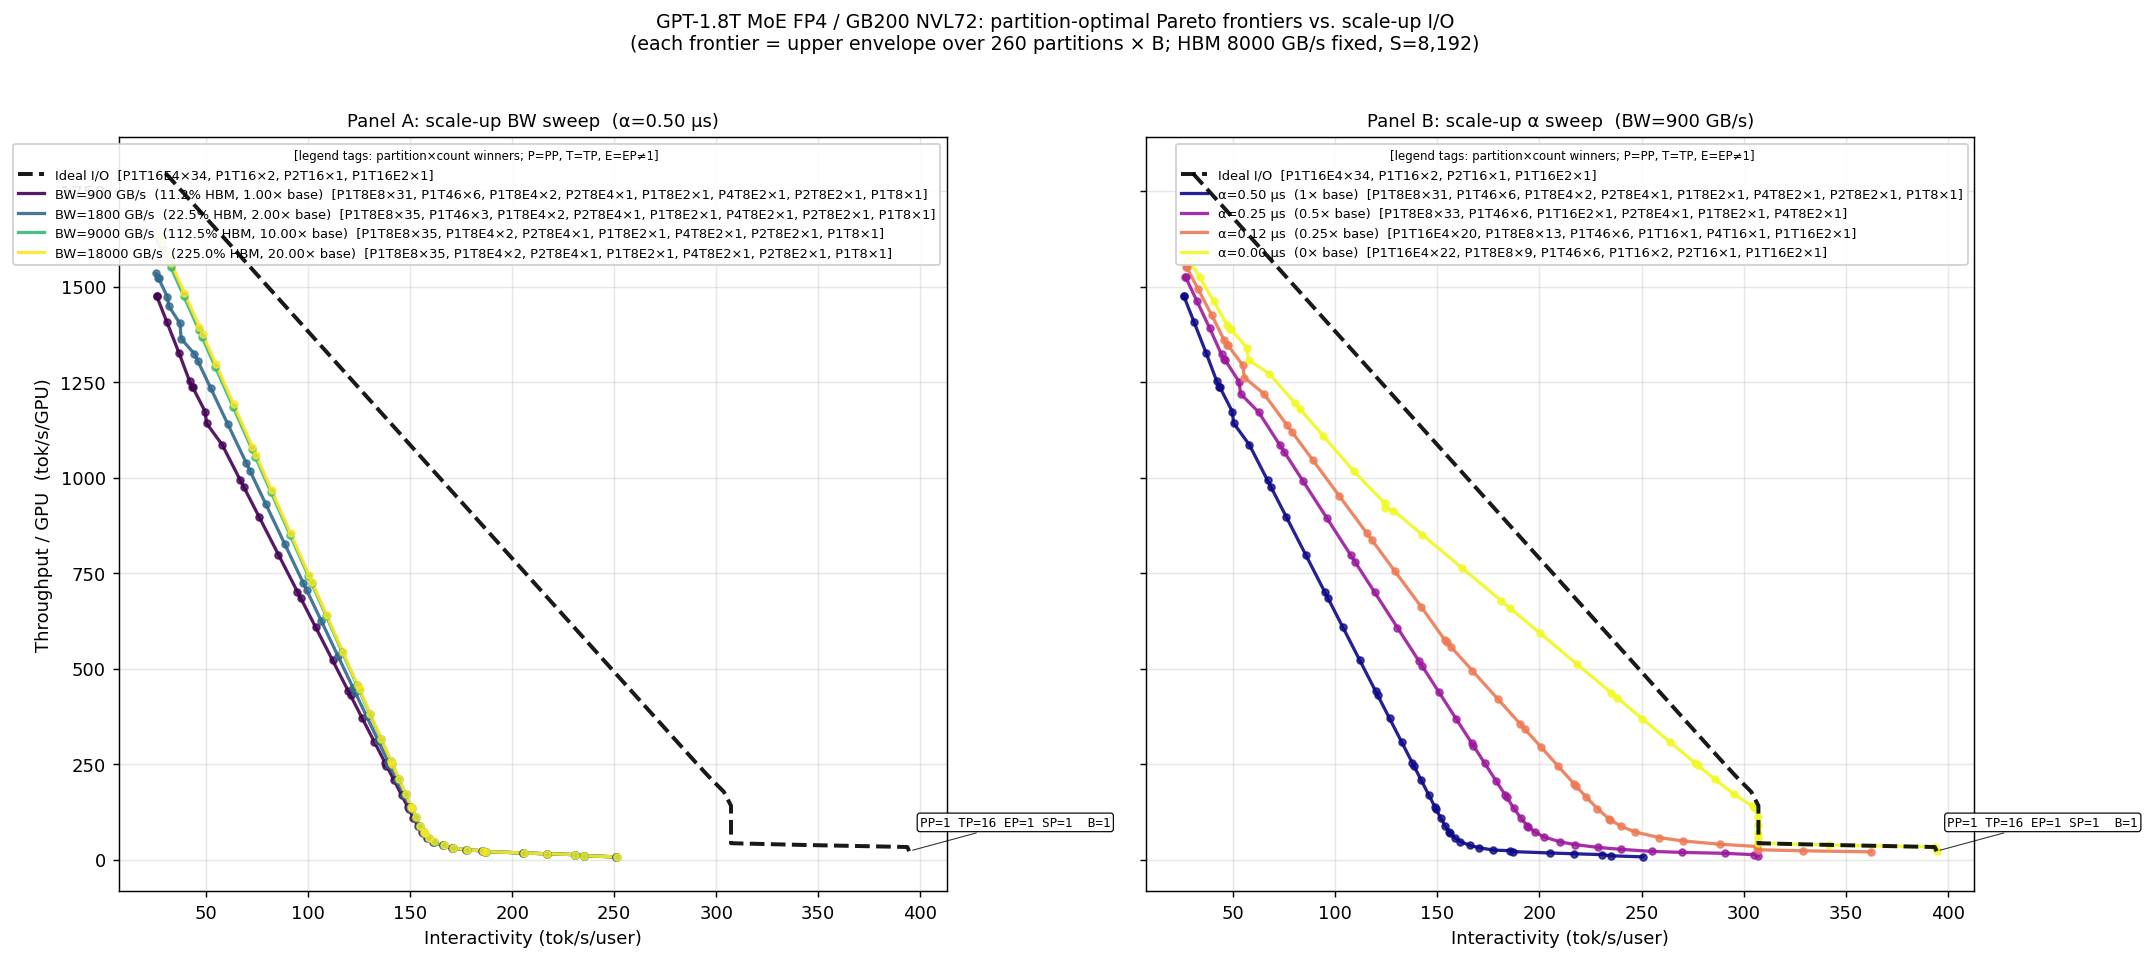 GPT-1.8T MoE FP4 / GB200 NVL72: partition-optimal Pareto frontiers vs. scale-up I/O
(each frontier = upper envelope over 260 partitions × B; HBM 8000 GB/s fixed, S=8,192)
Panel A: scale-up BW sweep  (α=0.50 μs)
[legend tags: partition×count winners; P=PP, T=TP, E=EP≠1]
Ideal I/O  [P1T16E4×34, P1T16×2, P2T16×1, P1T16E2×1]
BW=900 GB/s  (11.2% HBM, 1.00× base)  [P1T8E8×31, P1T46×6, P1T8E4×2, P2T8E4×1, P1T8E2×1, P4T8E2×1, P2T8E2×1, P1T8×1]
BW=1800 GB/s  (22.5% HBM, 2.00× base)  [P1T8E8×35, P1T46×3, P1T8E4×2, P2T8E4×1, P1T8E2×1, P4T8E2×1, P2T8E2×1, P1T8×1]
BW=9000 GB/s  (112.5% HBM, 10.00× base)  [P1T8E8×35, P1T8E4×2, P2T8E4×1, P1T8E2×1, P4T8E2×1, P2T8E2×1, P1T8×1]
BW=18000 GB/s  (225.0% HBM, 20.00× base)  [P1T8E8×35, P1T8E4×2, P2T8E4×1, P1T8E2×1, P4T8E2×1, P2T8E2×1, P1T8×1]
Throughput / GPU  (tok/s/GPU)
1500
1250
1000
750
500
250
0
PP=1 TP=16 EP=1 SP=1  B=1
50 100 150 200 250 300 350 400
Interactivity (tok/s/user)
Panel B: scale-up α sweep  (BW=900 GB/s)
[legend tags: partition×count winners; P=PP, T=TP, E=EP≠1]
Ideal I/O  [P1T16E4×34, P1T16×2, P2T16×1, P1T16E2×1]
α=0.50 μs  (1× base)  [P1T8E8×31, P1T46×6, P1T8E4×2, P2T8E4×1, P1T8E2×1, P4T8E2×1, P2T8E2×1, P1T8×1]
α=0.25 μs  (0.5× base)  [P1T8E8×33, P1T46×6, P1T16E2×1, P2T8E4×1, P1T8E2×1, P4T8E2×1]
α=0.12 μs  (0.25× base)  [P1T16E4×20, P1T8E8×13, P1T46×6, P1T16×1, P4T16×1, P1T16E2×1]
α=0.00 μs  (0× base)  [P1T16E4×22, P1T8E8×9, P1T46×6, P1T16×2, P2T16×1, P1T16E2×1]
PP=1 TP=16 EP=1 SP=1  B=1
50 100 150 200 250 300 350 400
Interactivity (tok/s/user)